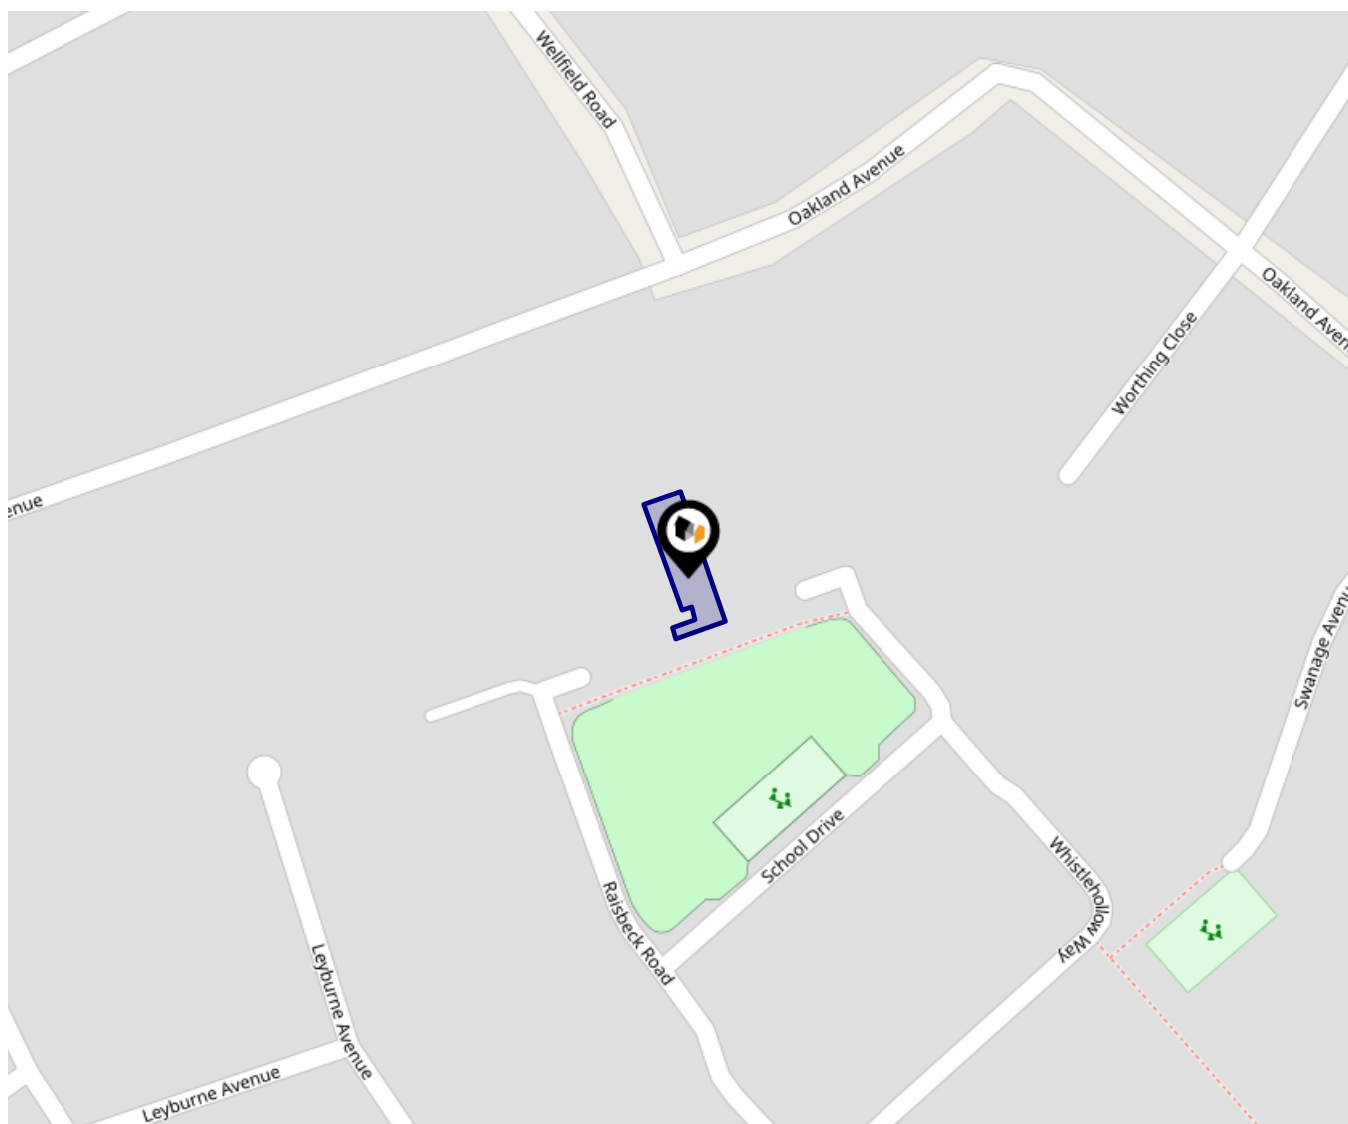 Wellfield Road
Oakland Avenue
Oakland Aven
Worthing Close
enue
Swanage Avenu
School Drive
Whistlehollow Way
Raisbeck Road
Leyburne Avenue
Leyburne Avenue